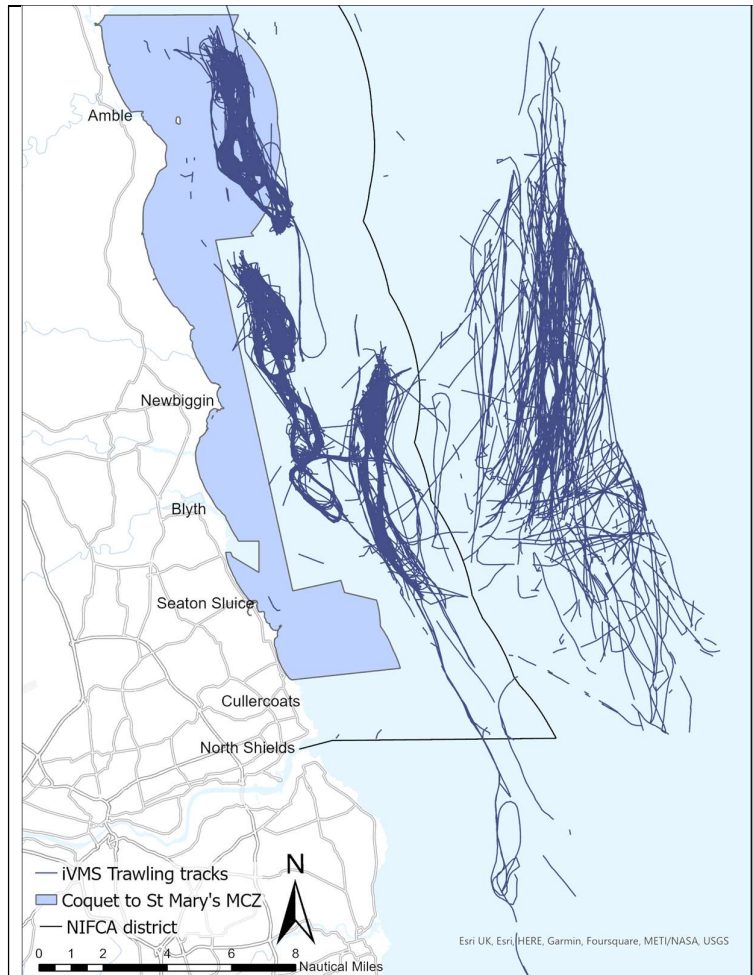 Amble
Newbiggin
Blyth
Seaton Sluice
Cullercoats
North Shields
iVMS Trawling tracks
Coquet to St Mary's MCZ
NIFCA district
N
0 2 4 6 8
Nautical Miles
Esri UK, Esri, HERE, Garmin, Foursquare, METI/NASA, USGS